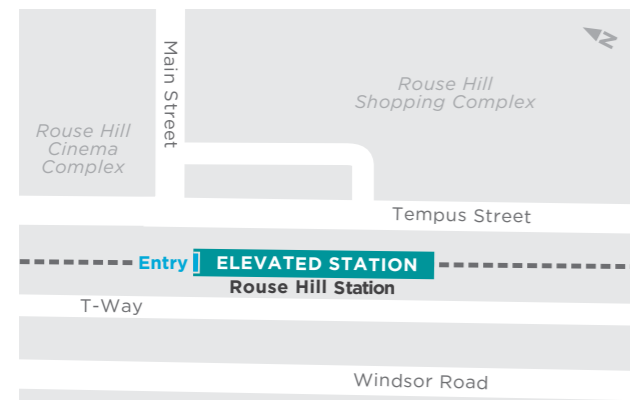 N
Main Street
Rouse Hill
Shopping Complex
Rouse Hill
Cinema
Complex
Tempus Street
Entry
ELEVATED STATION
Rouse Hill Station
T-Way
Windsor Road